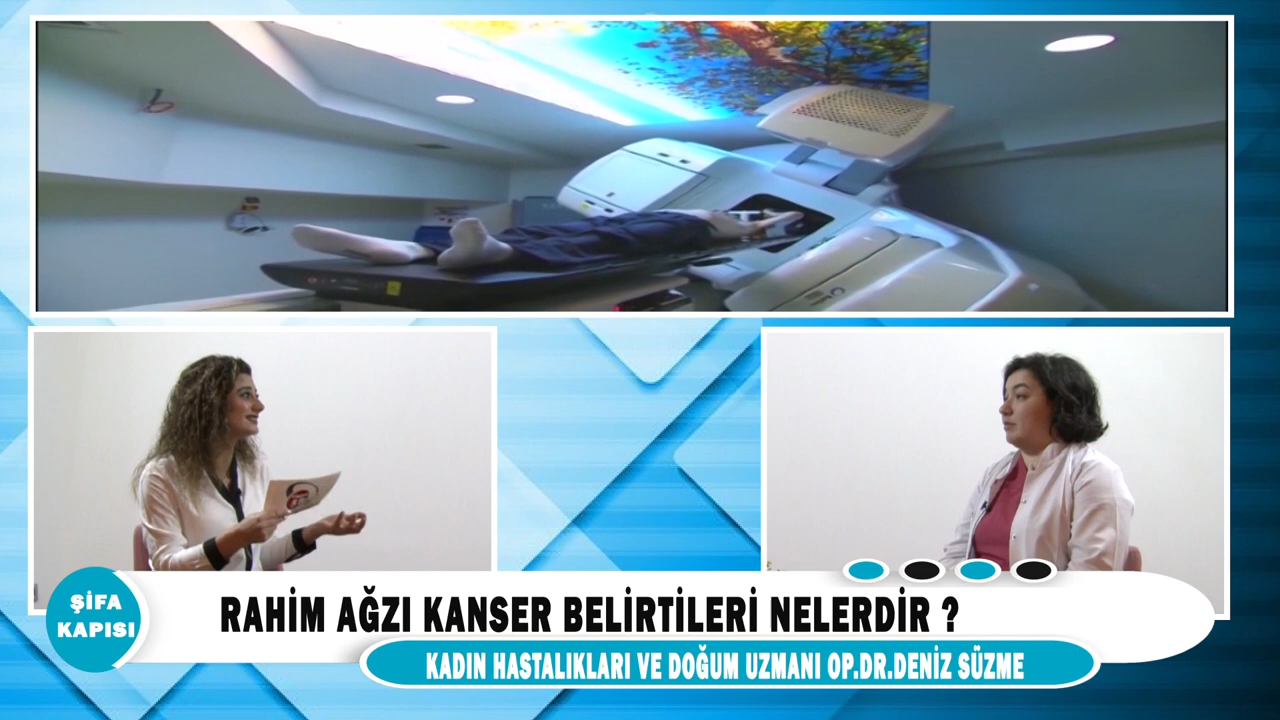 ŞİFA
KAPISI
RAHİM AĞZI KANSER BELİRTİLERİ NELERDİR ?
KADIN HASTALIKLARI VE DOĞUM UZMANI OP.DR.DENİZ SÜZME